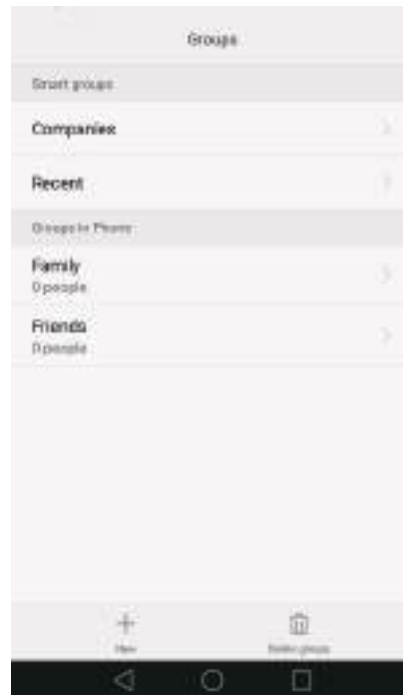 Groups
Smart groups
Companies
Recent
Groups in Phone
Family
0 people
Friends
0 people
New
Delete groups